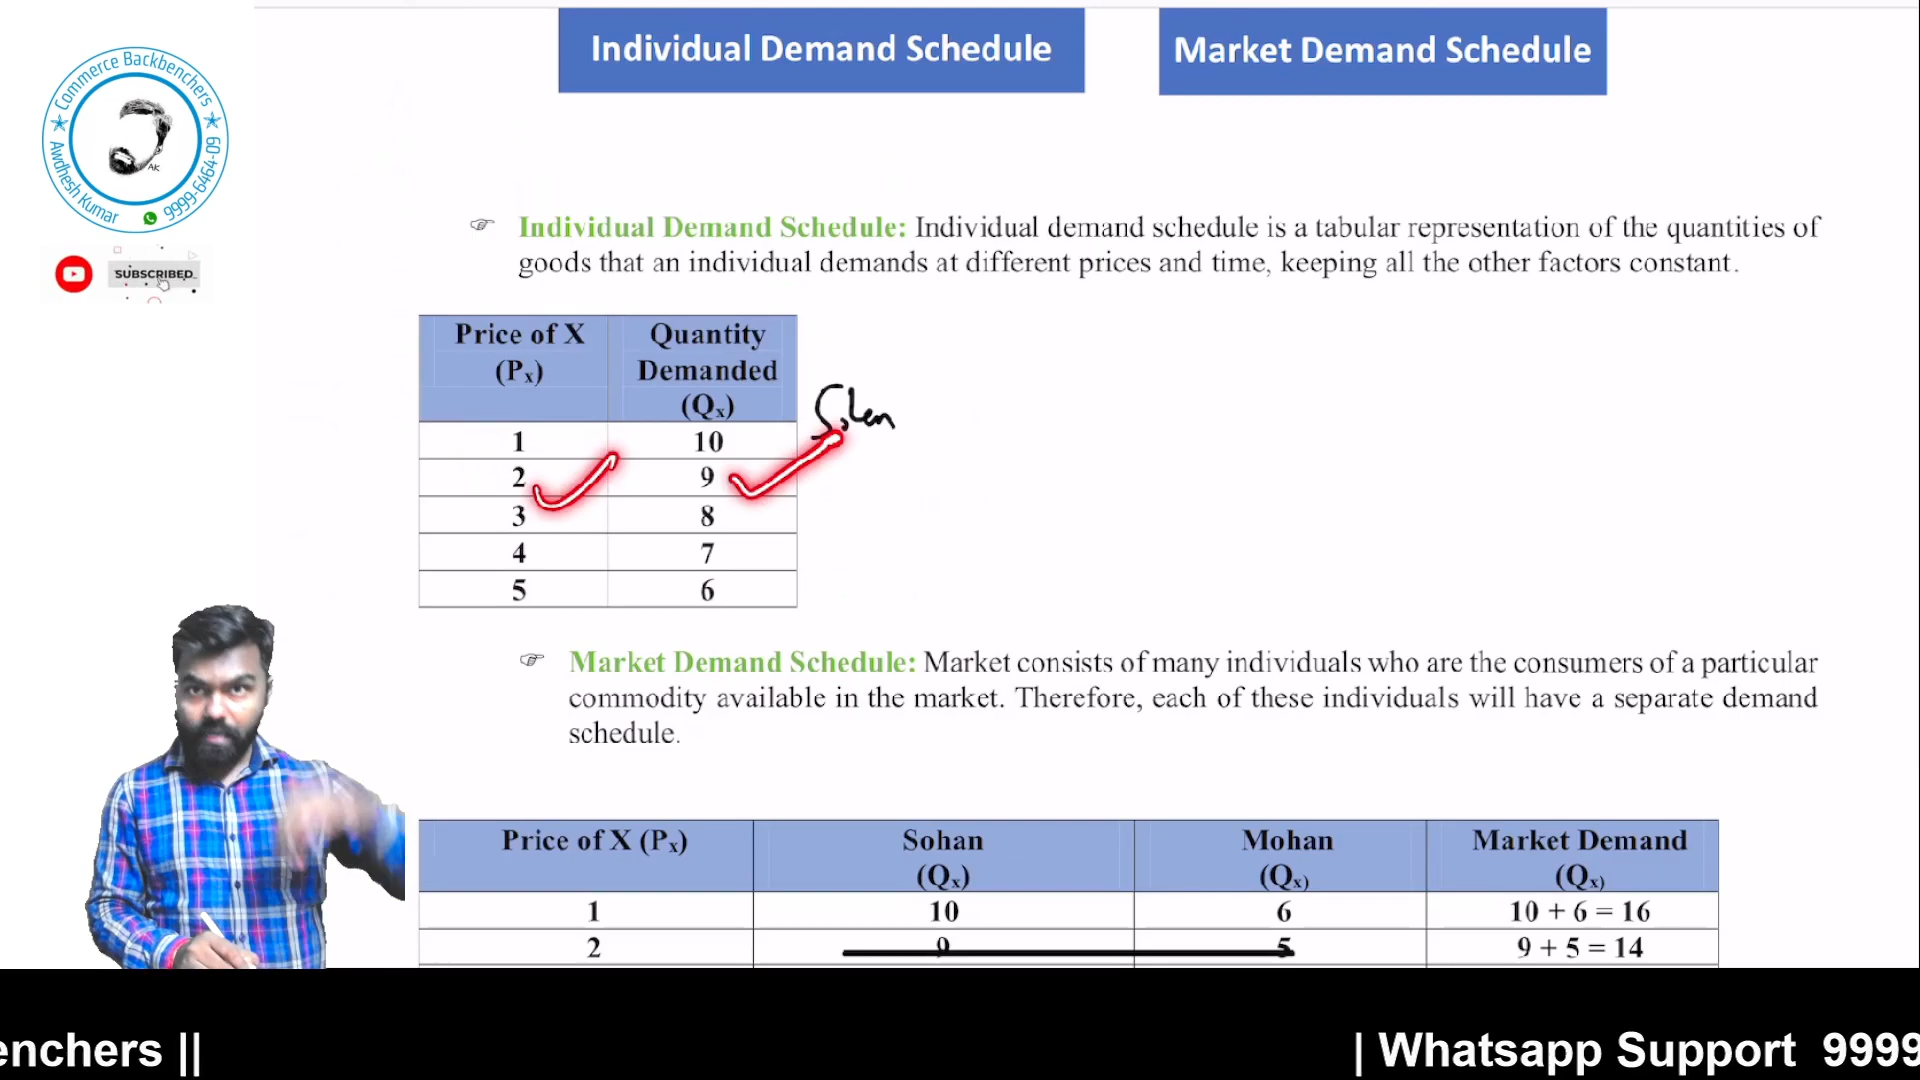 Individual Demand Schedule
Market Demand Schedule
Commerce Backbenchers
Awdhesh Kumar
9999-6464-09
AK
SUBSCRIBED
Individual Demand Schedule: Individual demand schedule is a tabular representation of the quantities of
goods that an individual demands at different prices and time, keeping all the other factors constant.
Price of X (Px) Quantity Demanded (Qx)
Sohan
1 10
2 9
3 8
4 7
5 6
Market Demand Schedule: Market consists of many individuals who are the consumers of a particular
commodity available in the market. Therefore, each of these individuals will have a separate demand
schedule.
Price of X (Px) Sohan (Qx) Mohan (Qx) Market Demand (Qx)
1 10 6 10 + 6 = 16
2 9 5 9 + 5 = 14
enchers || | Whatsapp Support 9999